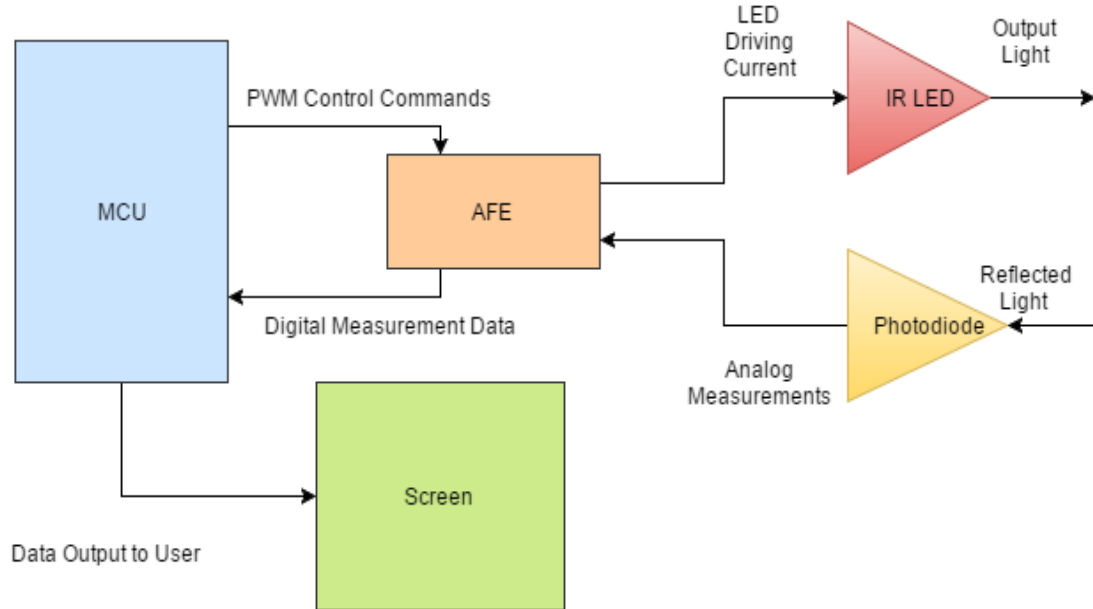 LED
Driving
Current
Output
Light
PWM Control Commands
IR LED
MCU
AFE
Reflected
Light
Digital Measurement Data
Photodiode
Analog
Measurements
Screen
Data Output to User